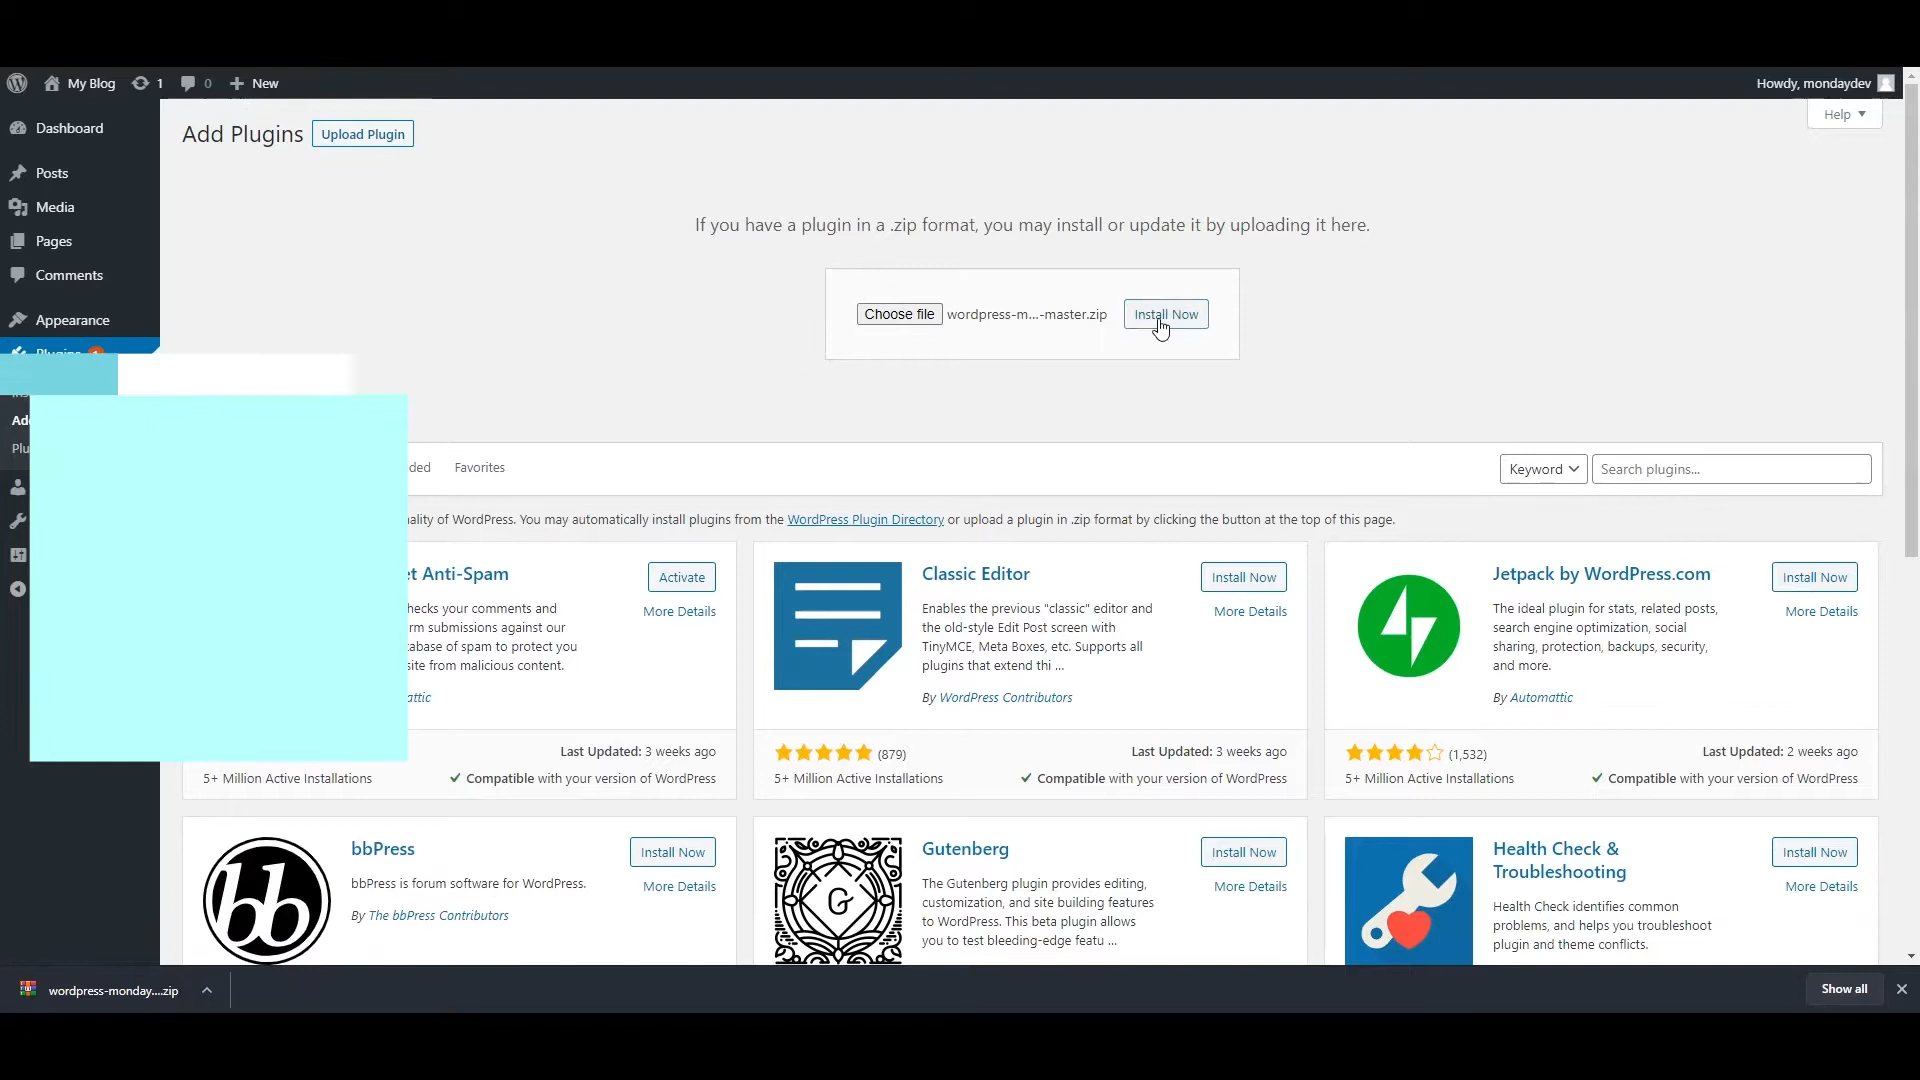 My Blog 1 0 New Howdy, mondaydev
Help
Dashboard
Posts
Media
Pages
Comments
Appearance
Plugins
Add Plugins Upload Plugin
If you have a plugin in a .zip format, you may install or update it by uploading it here.
Choose file wordpress-m...-master.zip Install Now
Favorites
Keyword Search plugins...
of WordPress. You may automatically install plugins from the WordPress Plugin Directory or upload a plugin in .zip format by clicking the button at the top of this page.
Anti-Spam Activate
More Details
your comments and
submissions against our
of spam to protect you
from malicious content.
Last Updated: 3 weeks ago
5+ Million Active Installations Compatible with your version of WordPress
Classic Editor Install Now
More Details
Enables the previous "classic" editor and
the old-style Edit Post screen with
TinyMCE, Meta Boxes, etc. Supports all
plugins that extend thi ...
By WordPress Contributors
(879) Last Updated: 3 weeks ago
5+ Million Active Installations Compatible with your version of WordPress
Jetpack by WordPress.com Install Now
More Details
The ideal plugin for stats, related posts,
search engine optimization, social
sharing, protection, backups, security,
and more.
By Automattic
(1,532) Last Updated: 2 weeks ago
5+ Million Active Installations Compatible with your version of WordPress
bb
bbPress Install Now
More Details
bbPress is forum software for WordPress.
By The bbPress Contributors
G
Gutenberg Install Now
More Details
The Gutenberg plugin provides editing,
customization, and site building features
to WordPress. This beta plugin allows
you to test bleeding-edge featu ...
Health Check &
Troubleshooting Install Now
More Details
Health Check identifies common
problems, and helps you troubleshoot
plugin and theme conflicts.
wordpress-monday....zip Show all